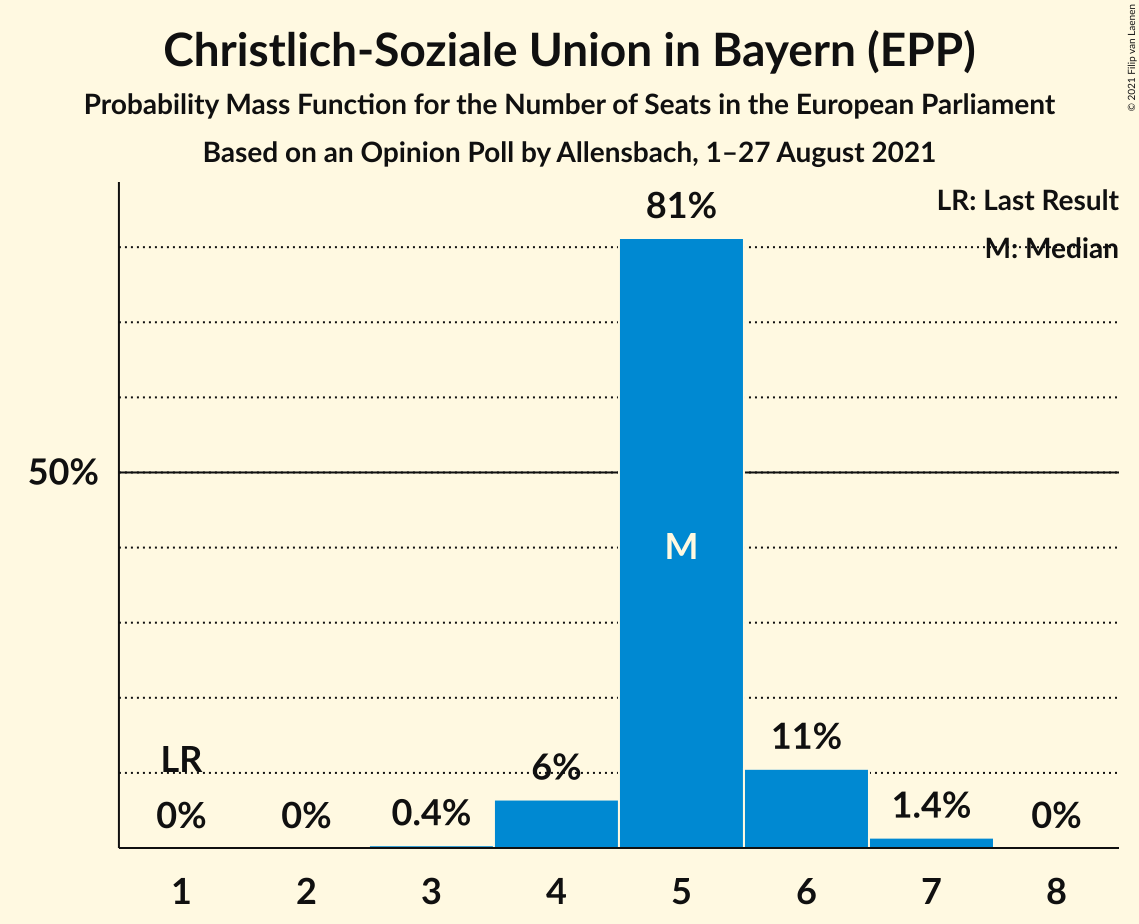 Christlich-Soziale Union in Bayern (EPP)
Probability Mass Function for the Number of Seats in the European Parliament
Based on an Opinion Poll by Allensbach, 1–27 August 2021
© 2021 Filip van Laenen
LR: Last Result
M: Median
81%
50%
M
LR
0%
0%
0.4%
6%
11%
1.4%
0%
1 2 3 4 5 6 7 8